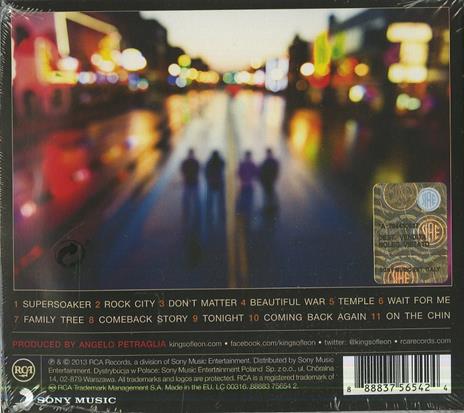 DEST. VENDITA
NOLEG. VIETATO
1 SUPERSOAKER 2 ROCK CITY 3 DON'T MATTER 4 BEAUTIFUL WAR 5 TEMPLE 6 WAIT FOR ME
7 FAMILY TREE 8 COMEBACK STORY 9 TONIGHT 10 COMING BACK AGAIN 11 ON THE CHIN
PRODUCED BY ANGELO PETRAGLIA kingsofleon.com • facebook.com/kingsofleon • twitter: @kingsofleon • rcarecords.com
RCA
℗ & © 2013 RCA Records, a division of Sony Music Entertainment. Distributed by Sony Music
Entertainment. Dystrybucja w Polsce: Sony Music Entertainment Poland Sp. z o.o., ul. Chłodna
14, 02-879 Warszawa. All trademarks and logos are protected. RCA is a registered trademark of
RCA Trademark Management S.A. Made in the EU. LC 00316. 88883 75654 2.
SONY MUSIC
8 88837 56542 4